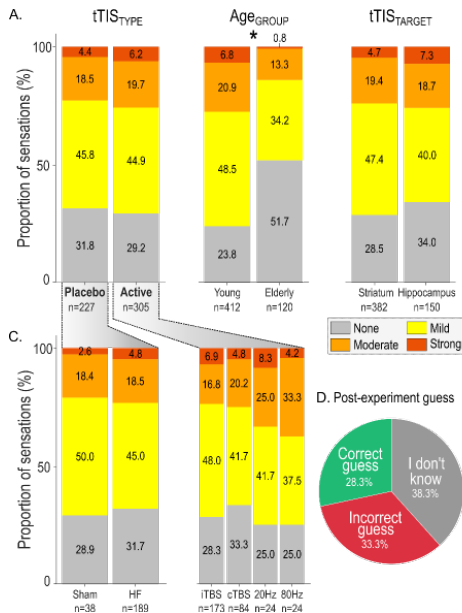 A.
tTIS TYPE
Age GROUP
tTIS TARGET
*
0.8
Proportion of sensations (%)
100
50
0
4.4
18.5
45.8
31.8
6.2
19.7
44.9
29.2
6.8
20.9
48.5
23.8
13.3
34.2
51.7
4.7
19.4
47.4
28.5
7.3
18.7
40.0
34.0
Placebo
n=227
Active
n=305
Young
n=412
Elderly
n=120
Striatum
n=382
Hippocampus
n=150
None
Mild
Moderate
Strong
C.
Proportion of sensations (%)
100
50
0
2.6
18.4
50.0
28.9
4.8
18.5
45.0
31.7
6.9
16.8
48.0
28.3
4.8
20.2
41.7
33.3
8.3
25.0
41.7
25.0
4.2
33.3
37.5
25.0
Sham
n=38
HF
n=189
iTBS
n=173
cTBS
n=84
20Hz
n=24
80Hz
n=24
D. Post-experiment guess
Correct
guess
28.3%
I don't
know
38.3%
Incorrect
guess
33.3%